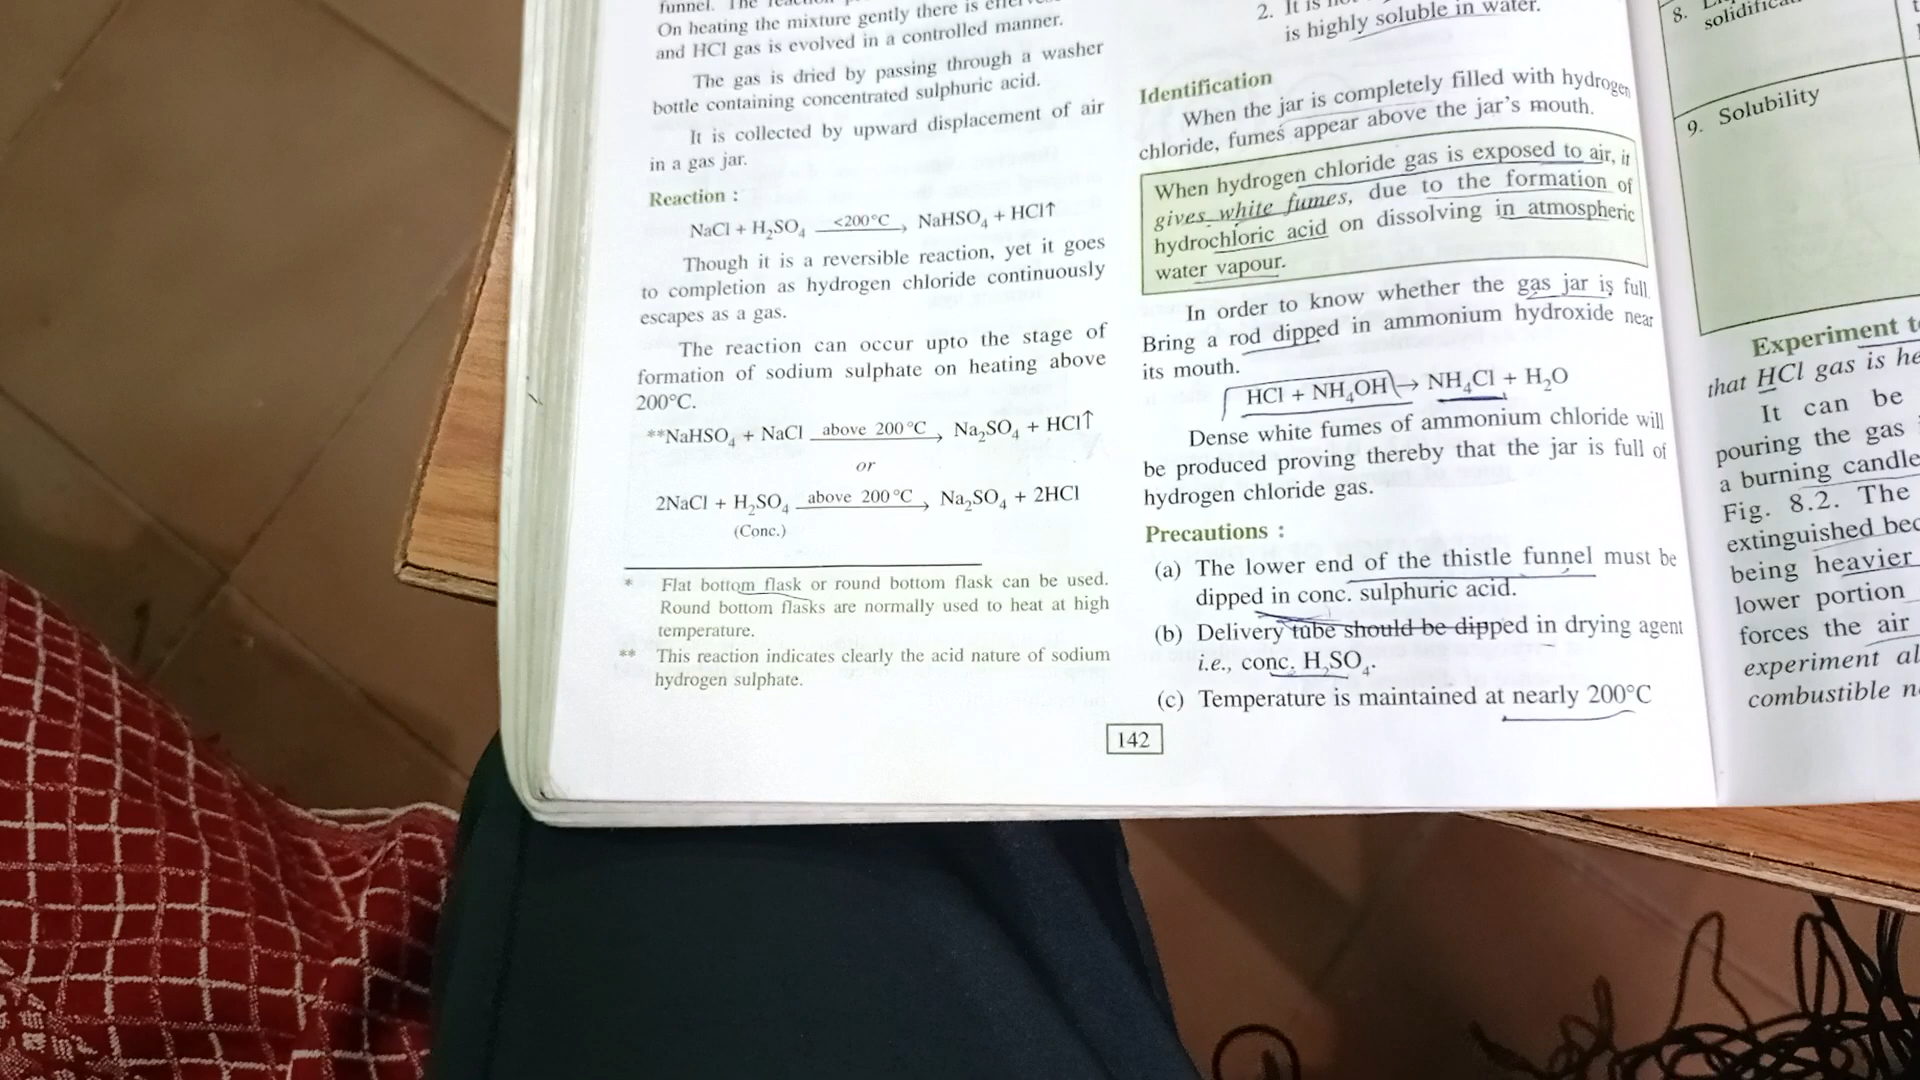 funnel. The
On heating the mixture gently there is
and HCl gas is evolved in a controlled manner.
The gas is dried by passing through a washer
bottle containing concentrated sulphuric acid.
It is collected by upward displacement of air
in a gas jar.
Reaction :
NaCl + H₂SO₄ <200°C→ NaHSO₄ + HCl↑
Though it is a reversible reaction, yet it goes
to completion as hydrogen chloride continuously
escapes as a gas.
The reaction can occur upto the stage of
formation of sodium sulphate on heating above
200°C.
**NaHSO₄ + NaCl above 200°C→ Na₂SO₄ + HCl↑
or
2NaCl + H₂SO₄ above 200°C→ Na₂SO₄ + 2HCl
(Conc.)
* Flat bottom flask or round bottom flask can be used.
Round bottom flasks are normally used to heat at high
temperature.
** This reaction indicates clearly the acid nature of sodium
hydrogen sulphate.
2. It is
is highly soluble in water.
Identification
When the jar is completely filled with hydrogen
chloride, fumes appear above the jar's mouth.
When hydrogen chloride gas is exposed to air, it
gives white fumes, due to the formation of
hydrochloric acid on dissolving in atmospheric
water vapour.
In order to know whether the gas jar is full
Bring a rod dipped in ammonium hydroxide near
its mouth.
HCl + NH₄OH → NH₄Cl + H₂O
Dense white fumes of ammonium chloride will
be produced proving thereby that the jar is full of
hydrogen chloride gas.
Precautions :
(a) The lower end of the thistle funnel must be
dipped in conc. sulphuric acid.
(b) Delivery tube should be dipped in drying agent
i.e., conc. H₂SO₄.
(c) Temperature is maintained at nearly 200°C
142
8.
9. Solubility
Experiment
that HCl gas is
It can be
pouring the gas
a burning candle
Fig. 8.2. The
extinguished
being heavier
lower portion
forces the air
experiment
combustible